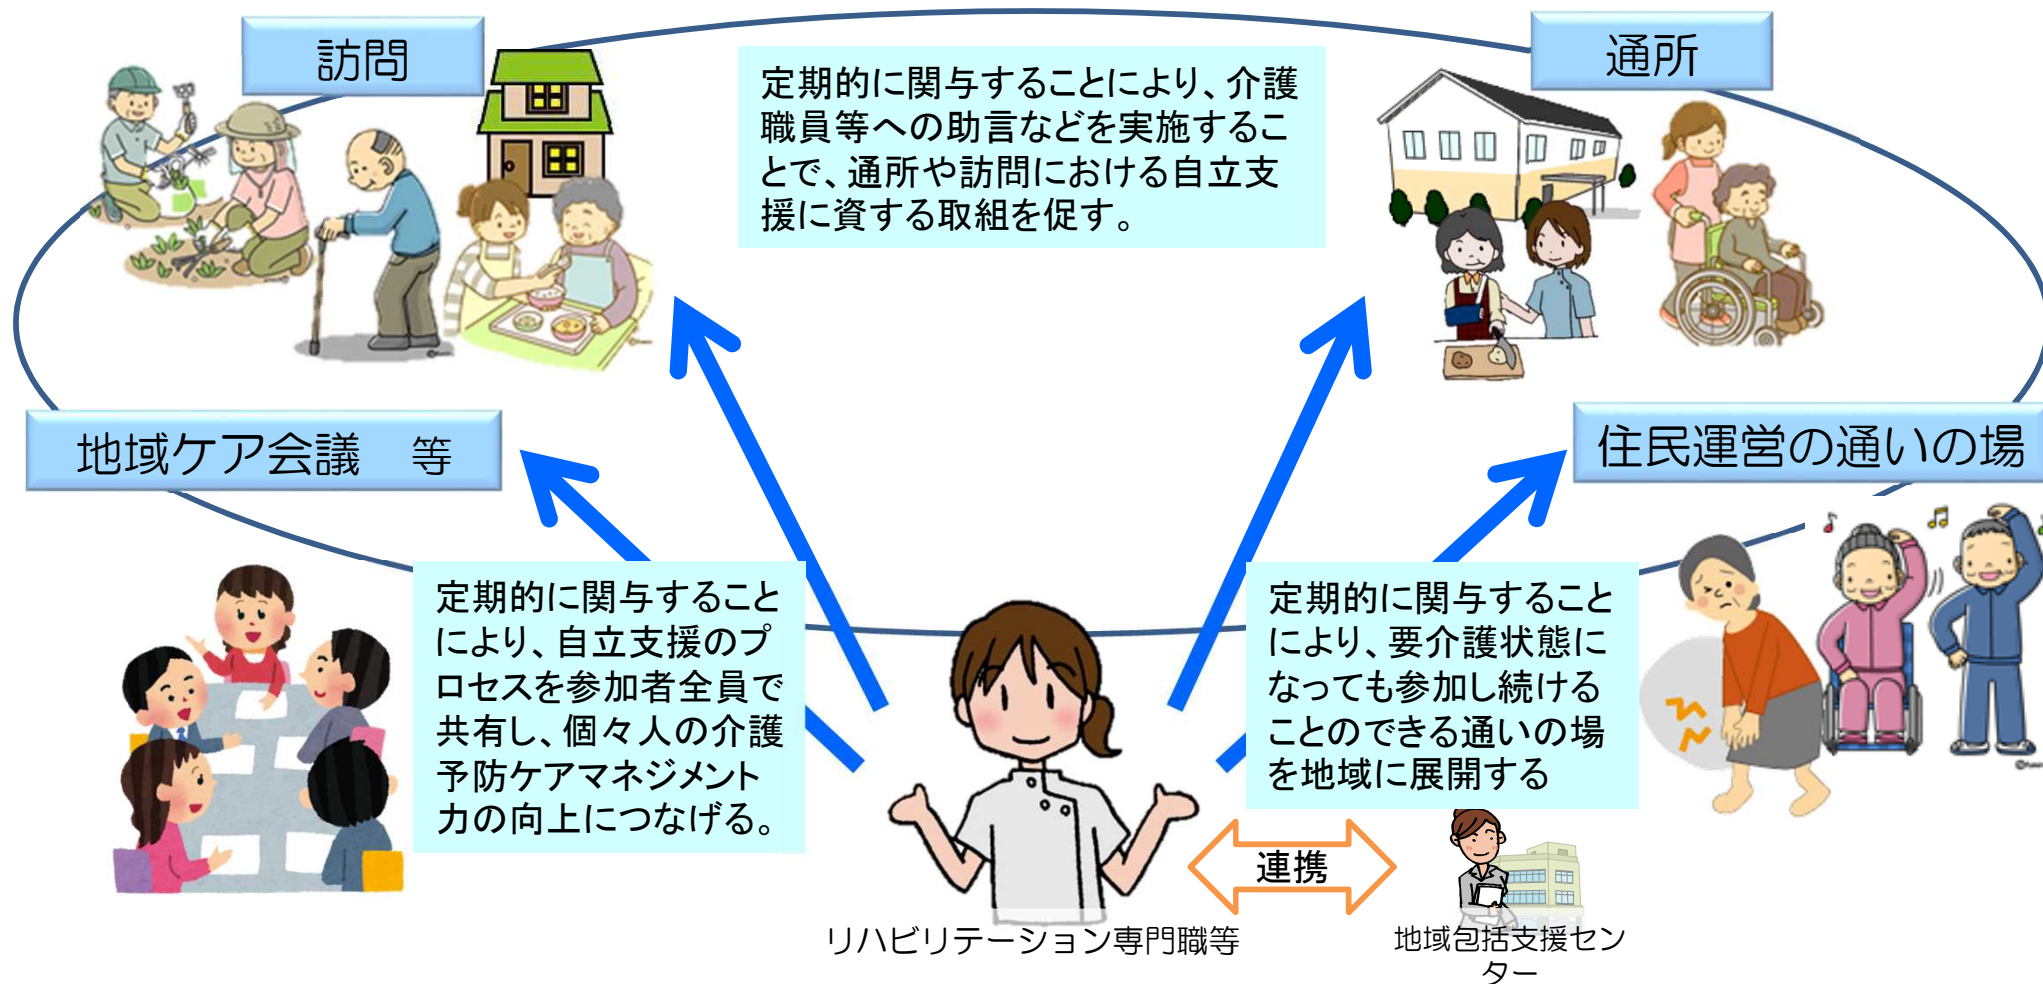 訪問
通所
定期的に関与することにより、介護
職員等への助言などを実施するこ
とで、通所や訪問における自立支
援に資する取組を促す。
地域ケア会議　等
住民運営の通いの場
定期的に関与すること
により、自立支援のプ
ロセスを参加者全員で
共有し、個々人の介護
予防ケアマネジメント
力の向上につなげる。
定期的に関与すること
により、要介護状態に
なっても参加し続ける
ことのできる通いの場
を地域に展開する
連携
リハビリテーション専門職等
地域包括支援セン
ター